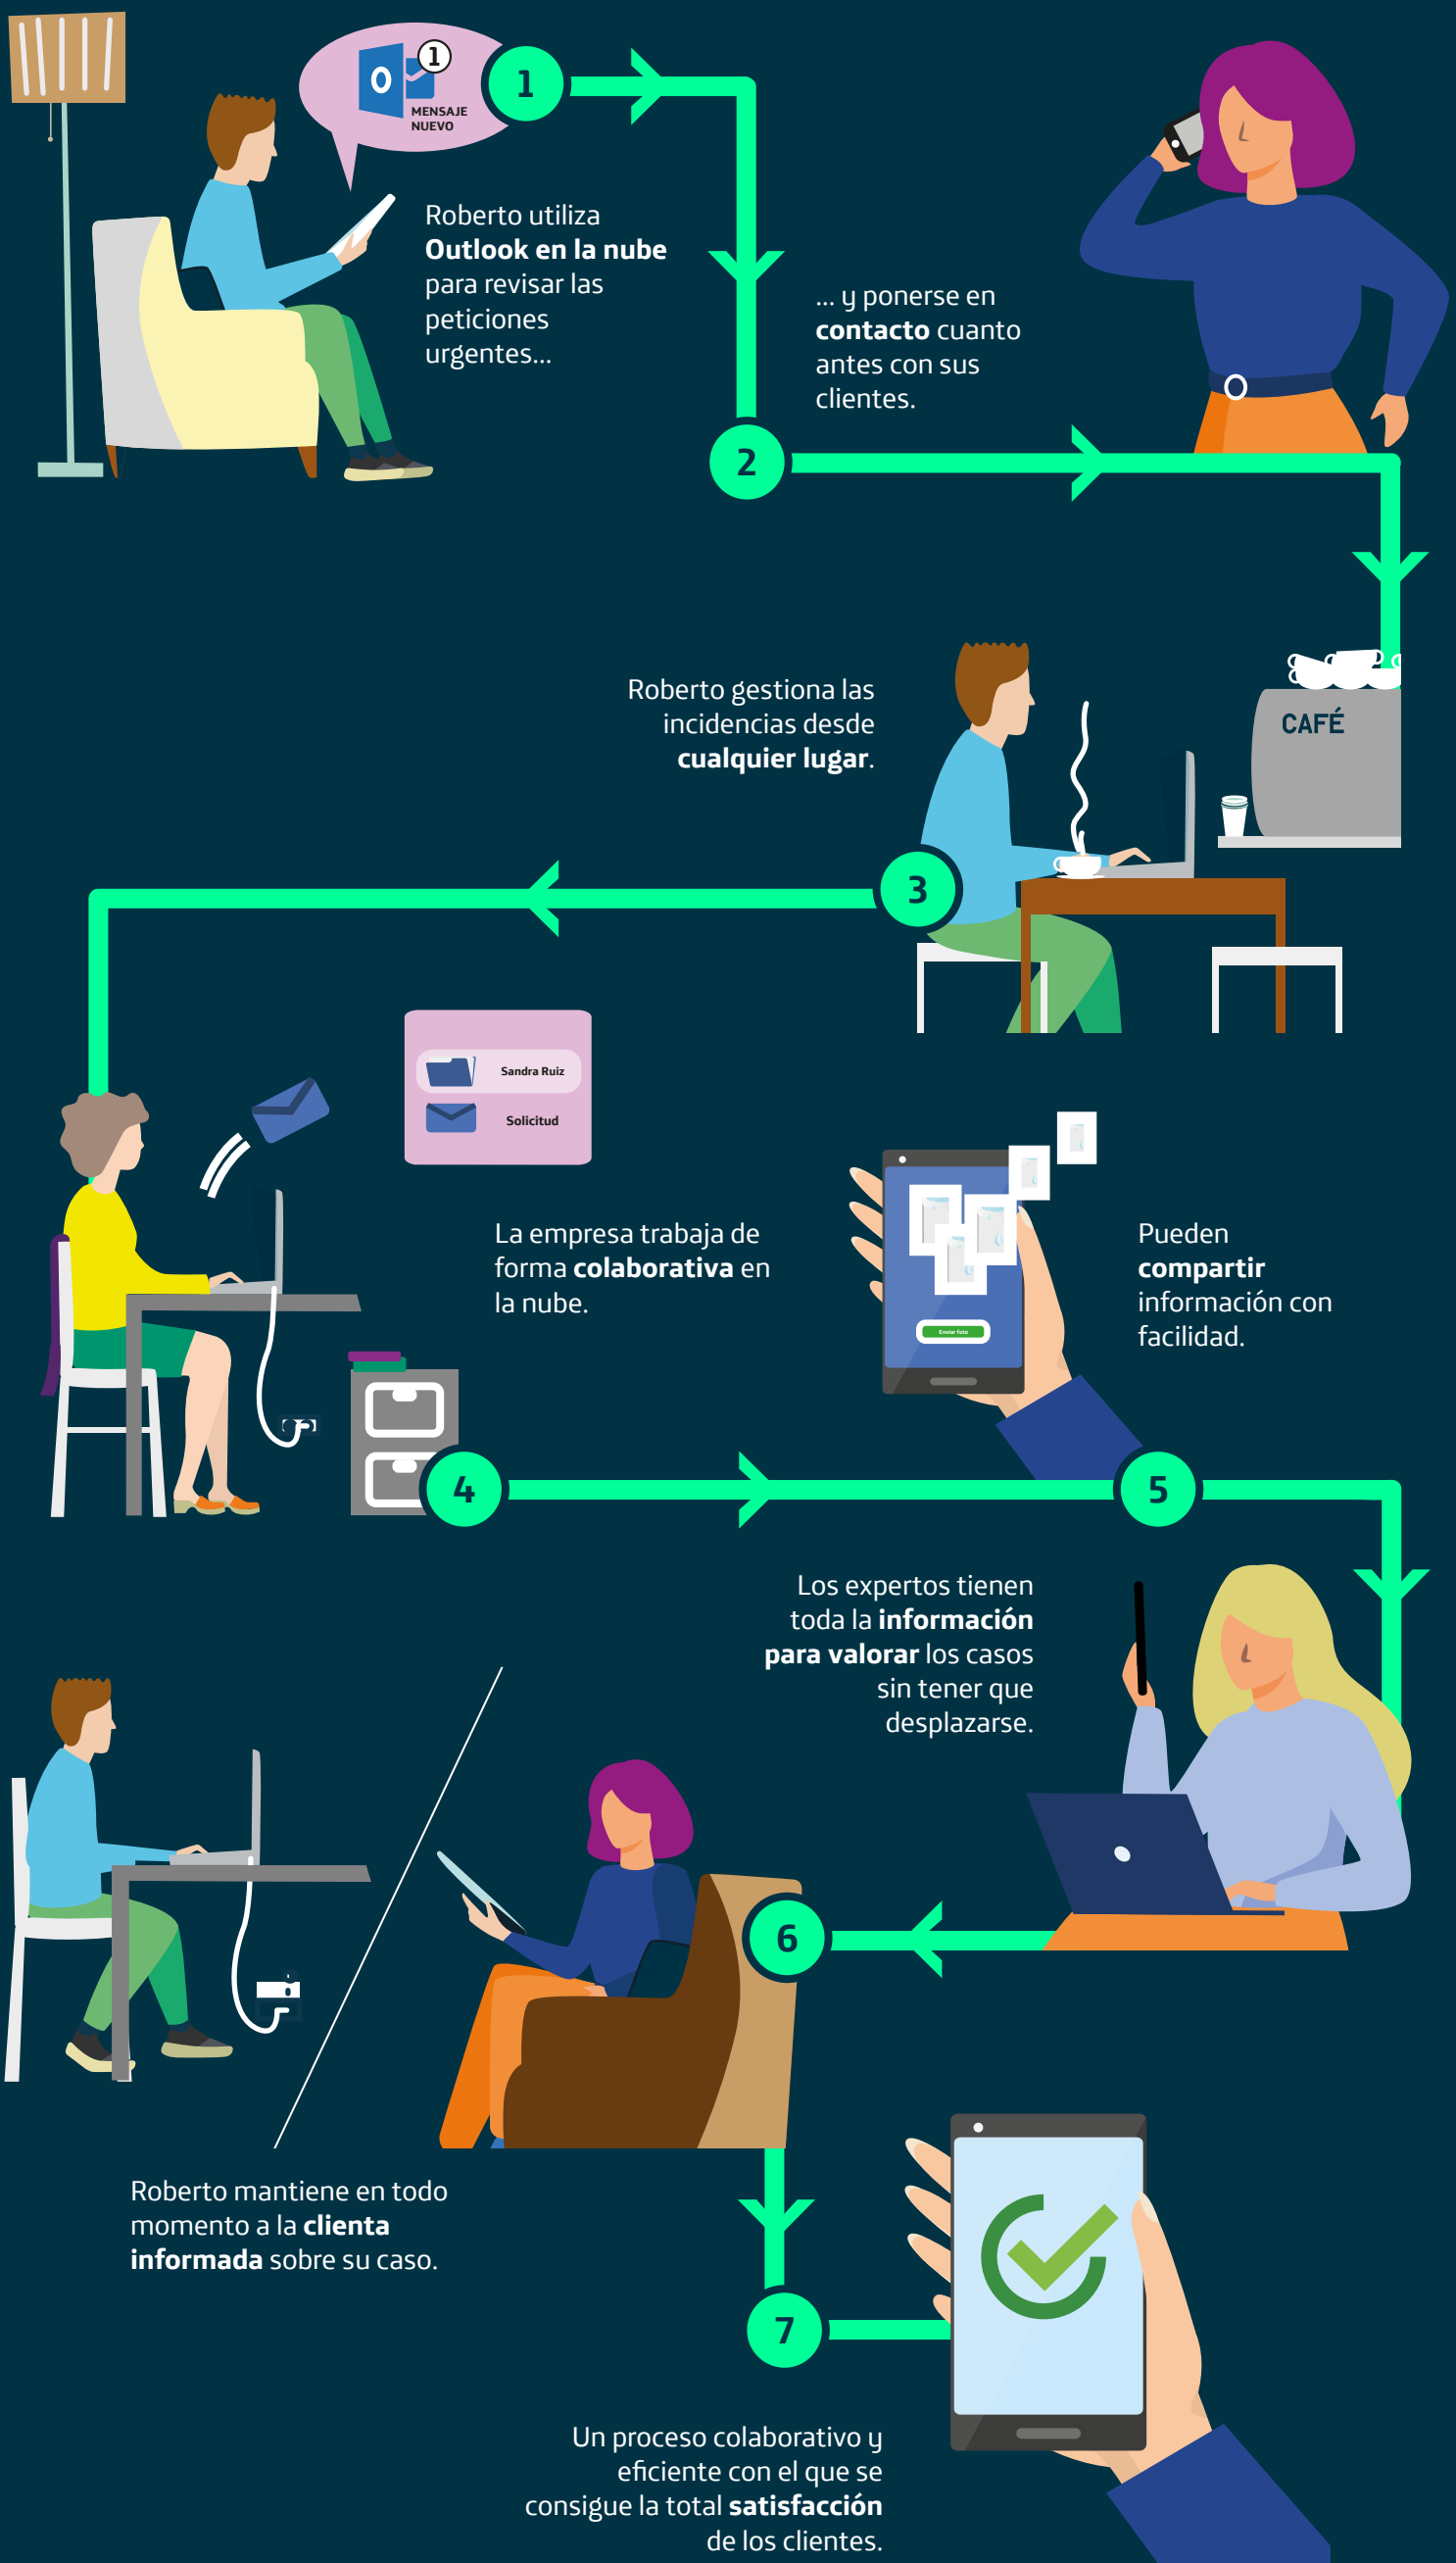 1
MENSAJE
NUEVO
1
Roberto utiliza
Outlook en la nube
para revisar las
peticiones
urgentes...
... y ponerse en
contacto cuanto
antes con sus
clientes.
2
Roberto gestiona las
incidencias desde
cualquier lugar.
CAFÉ
3
Sandra Ruiz
Solicitud
La empresa trabaja de
forma colaborativa en
la nube.
Enviar foto
Pueden
compartir
información con
facilidad.
4
5
Los expertos tienen
toda la información
para valorar los casos
sin tener que
desplazarse.
6
Roberto mantiene en todo
momento a la clienta
informada sobre su caso.
7
Un proceso colaborativo y
eficiente con el que se
consigue la total satisfacción
de los clientes.